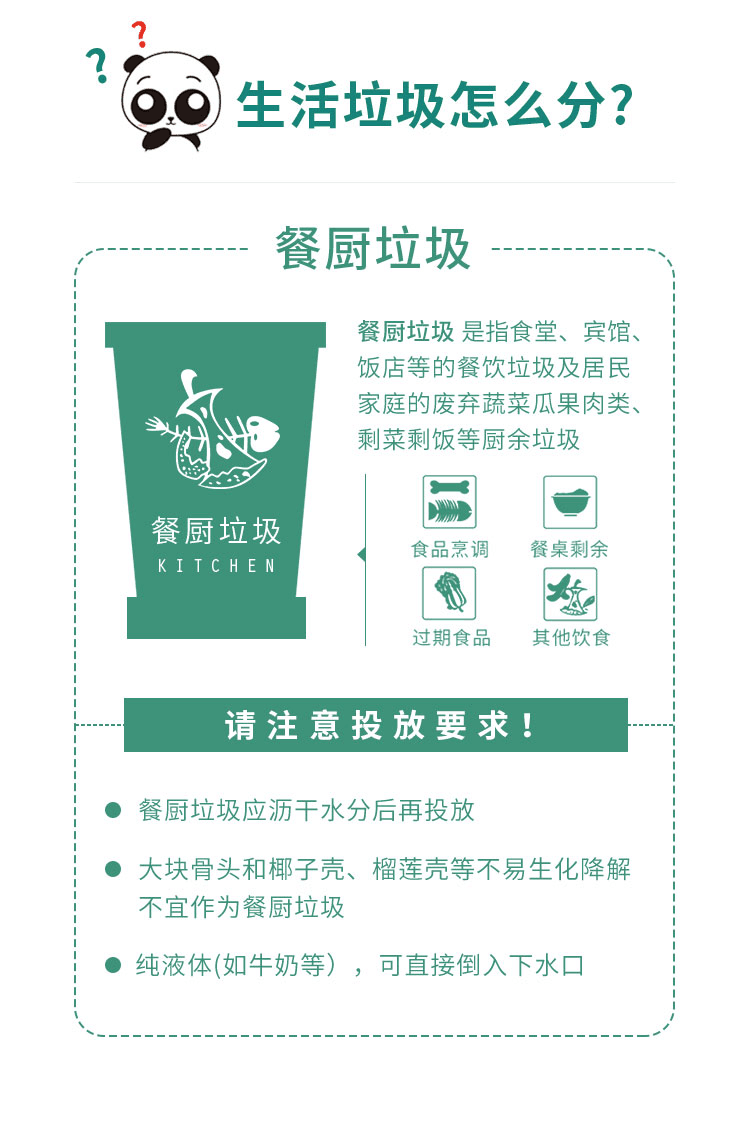 ? ?
生活垃圾怎么分?
餐厨垃圾
餐厨垃圾 是指食堂、宾馆、
饭店等的餐饮垃圾及居民
家庭的废弃蔬菜瓜果肉类、
剩菜剩饭等厨余垃圾
餐厨垃圾
KITCHEN
食品烹调 餐桌剩余
过期食品 其他饮食
请注意投放要求!
● 餐厨垃圾应沥干水分后再投放
● 大块骨头和椰子壳、榴莲壳等不易生化降解
不宜作为餐厨垃圾
● 纯液体(如牛奶等），可直接倒入下水口